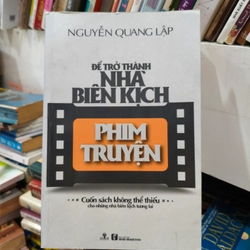 NGUYỄN QUANG LẬP
ĐỂ TRỞ THÀNH
NHÀ
BIÊN KỊCH
PHIM
TRUYỆN
Cuốn sách không thể thiếu
cho những nhà biên kịch tương lai